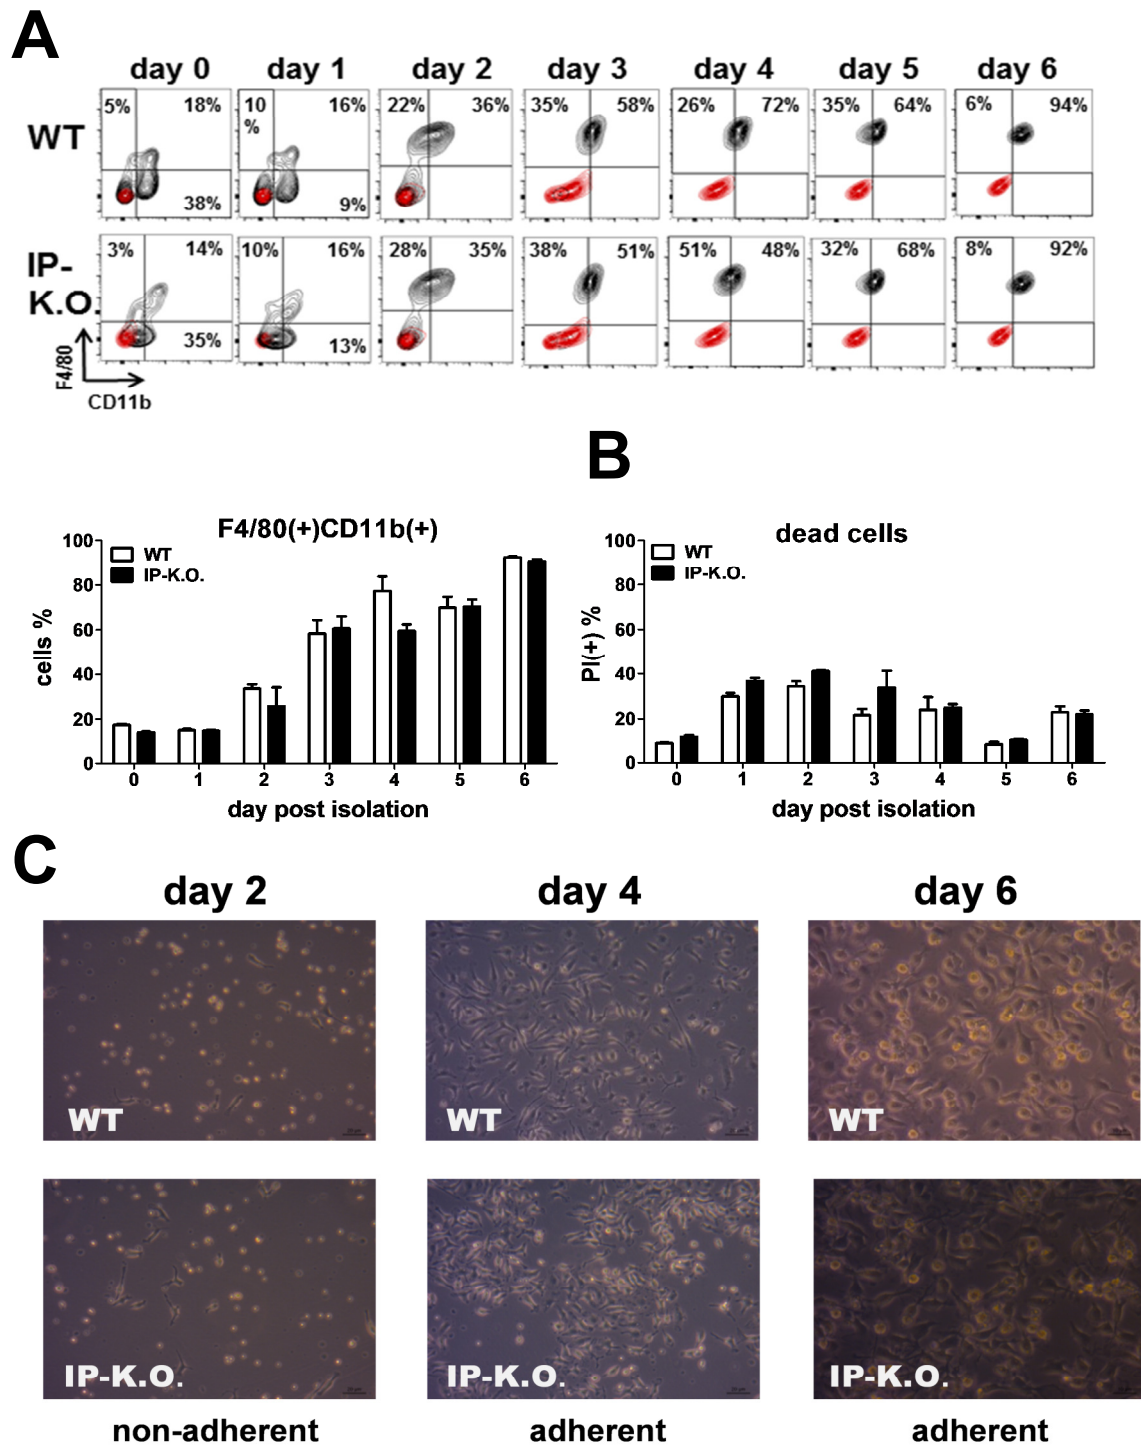 A
day 0 day 1 day 2 day 3 day 4 day 5 day 6
WT
5% 18% 38%
10 % 16% 9%
22% 36%
35% 58%
26% 72%
35% 64%
6% 94%
IP-
K.O.
3% 14% 35%
10% 16% 13%
28% 35%
38% 51%
51% 48%
32% 68%
8% 92%
F4/80
CD11b
F4/80(+)CD11b(+)
WT
IP-K.O.
cells %
100
80
60
40
20
0
0 1 2 3 4 5 6
day post isolation
B
dead cells
WT
IP-K.O.
PI(+) %
100
80
60
40
20
0
0 1 2 3 4 5 6
day post isolation
C
day 2 day 4 day 6
WT WT WT
IP-K.O. IP-K.O. IP-K.O.
non-adherent adherent adherent